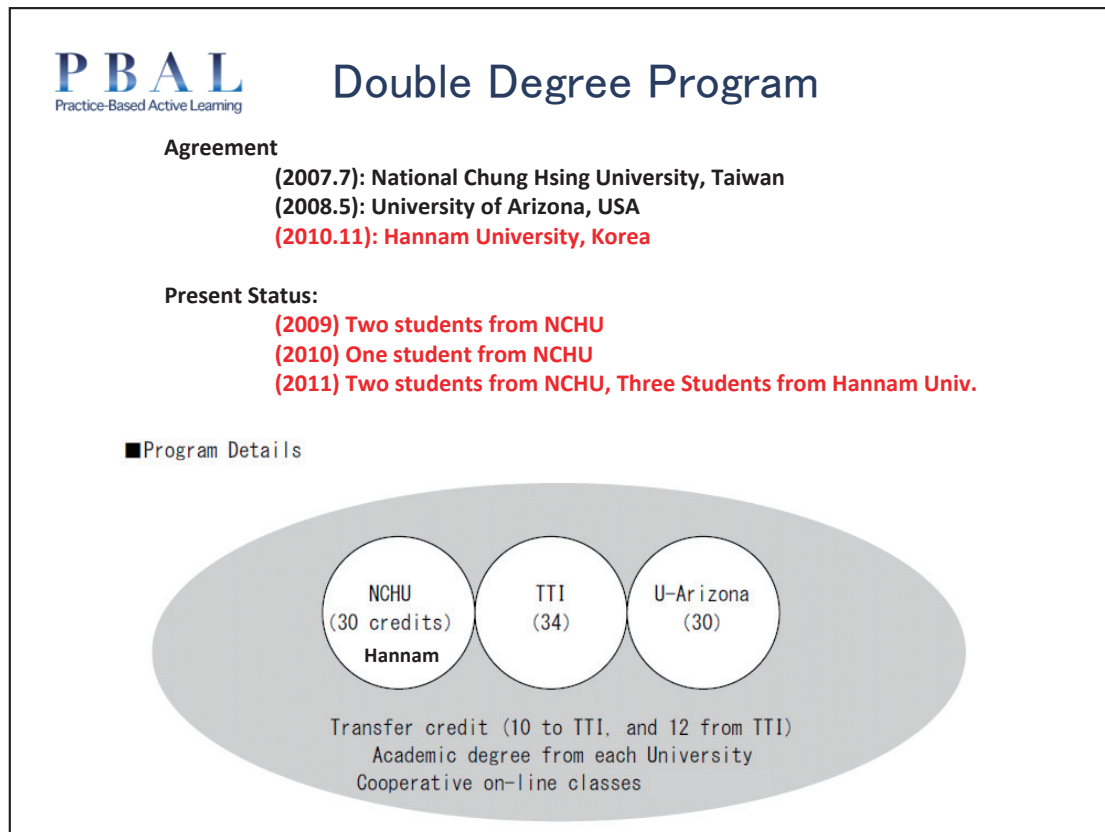 P B A L
Practice-Based Active Learning
Double Degree Program
Agreement
(2007.7): National Chung Hsing University, Taiwan
(2008.5): University of Arizona, USA
(2010.11): Hannam University, Korea
Present Status:
(2009) Two students from NCHU
(2010) One student from NCHU
(2011) Two students from NCHU, Three Students from Hannam Univ.
■Program Details
NCHU
(30 credits)
Hannam
TTI
(34)
U-Arizona
(30)
Transfer credit (10 to TTI, and 12 from TTI)
Academic degree from each University
Cooperative on-line classes